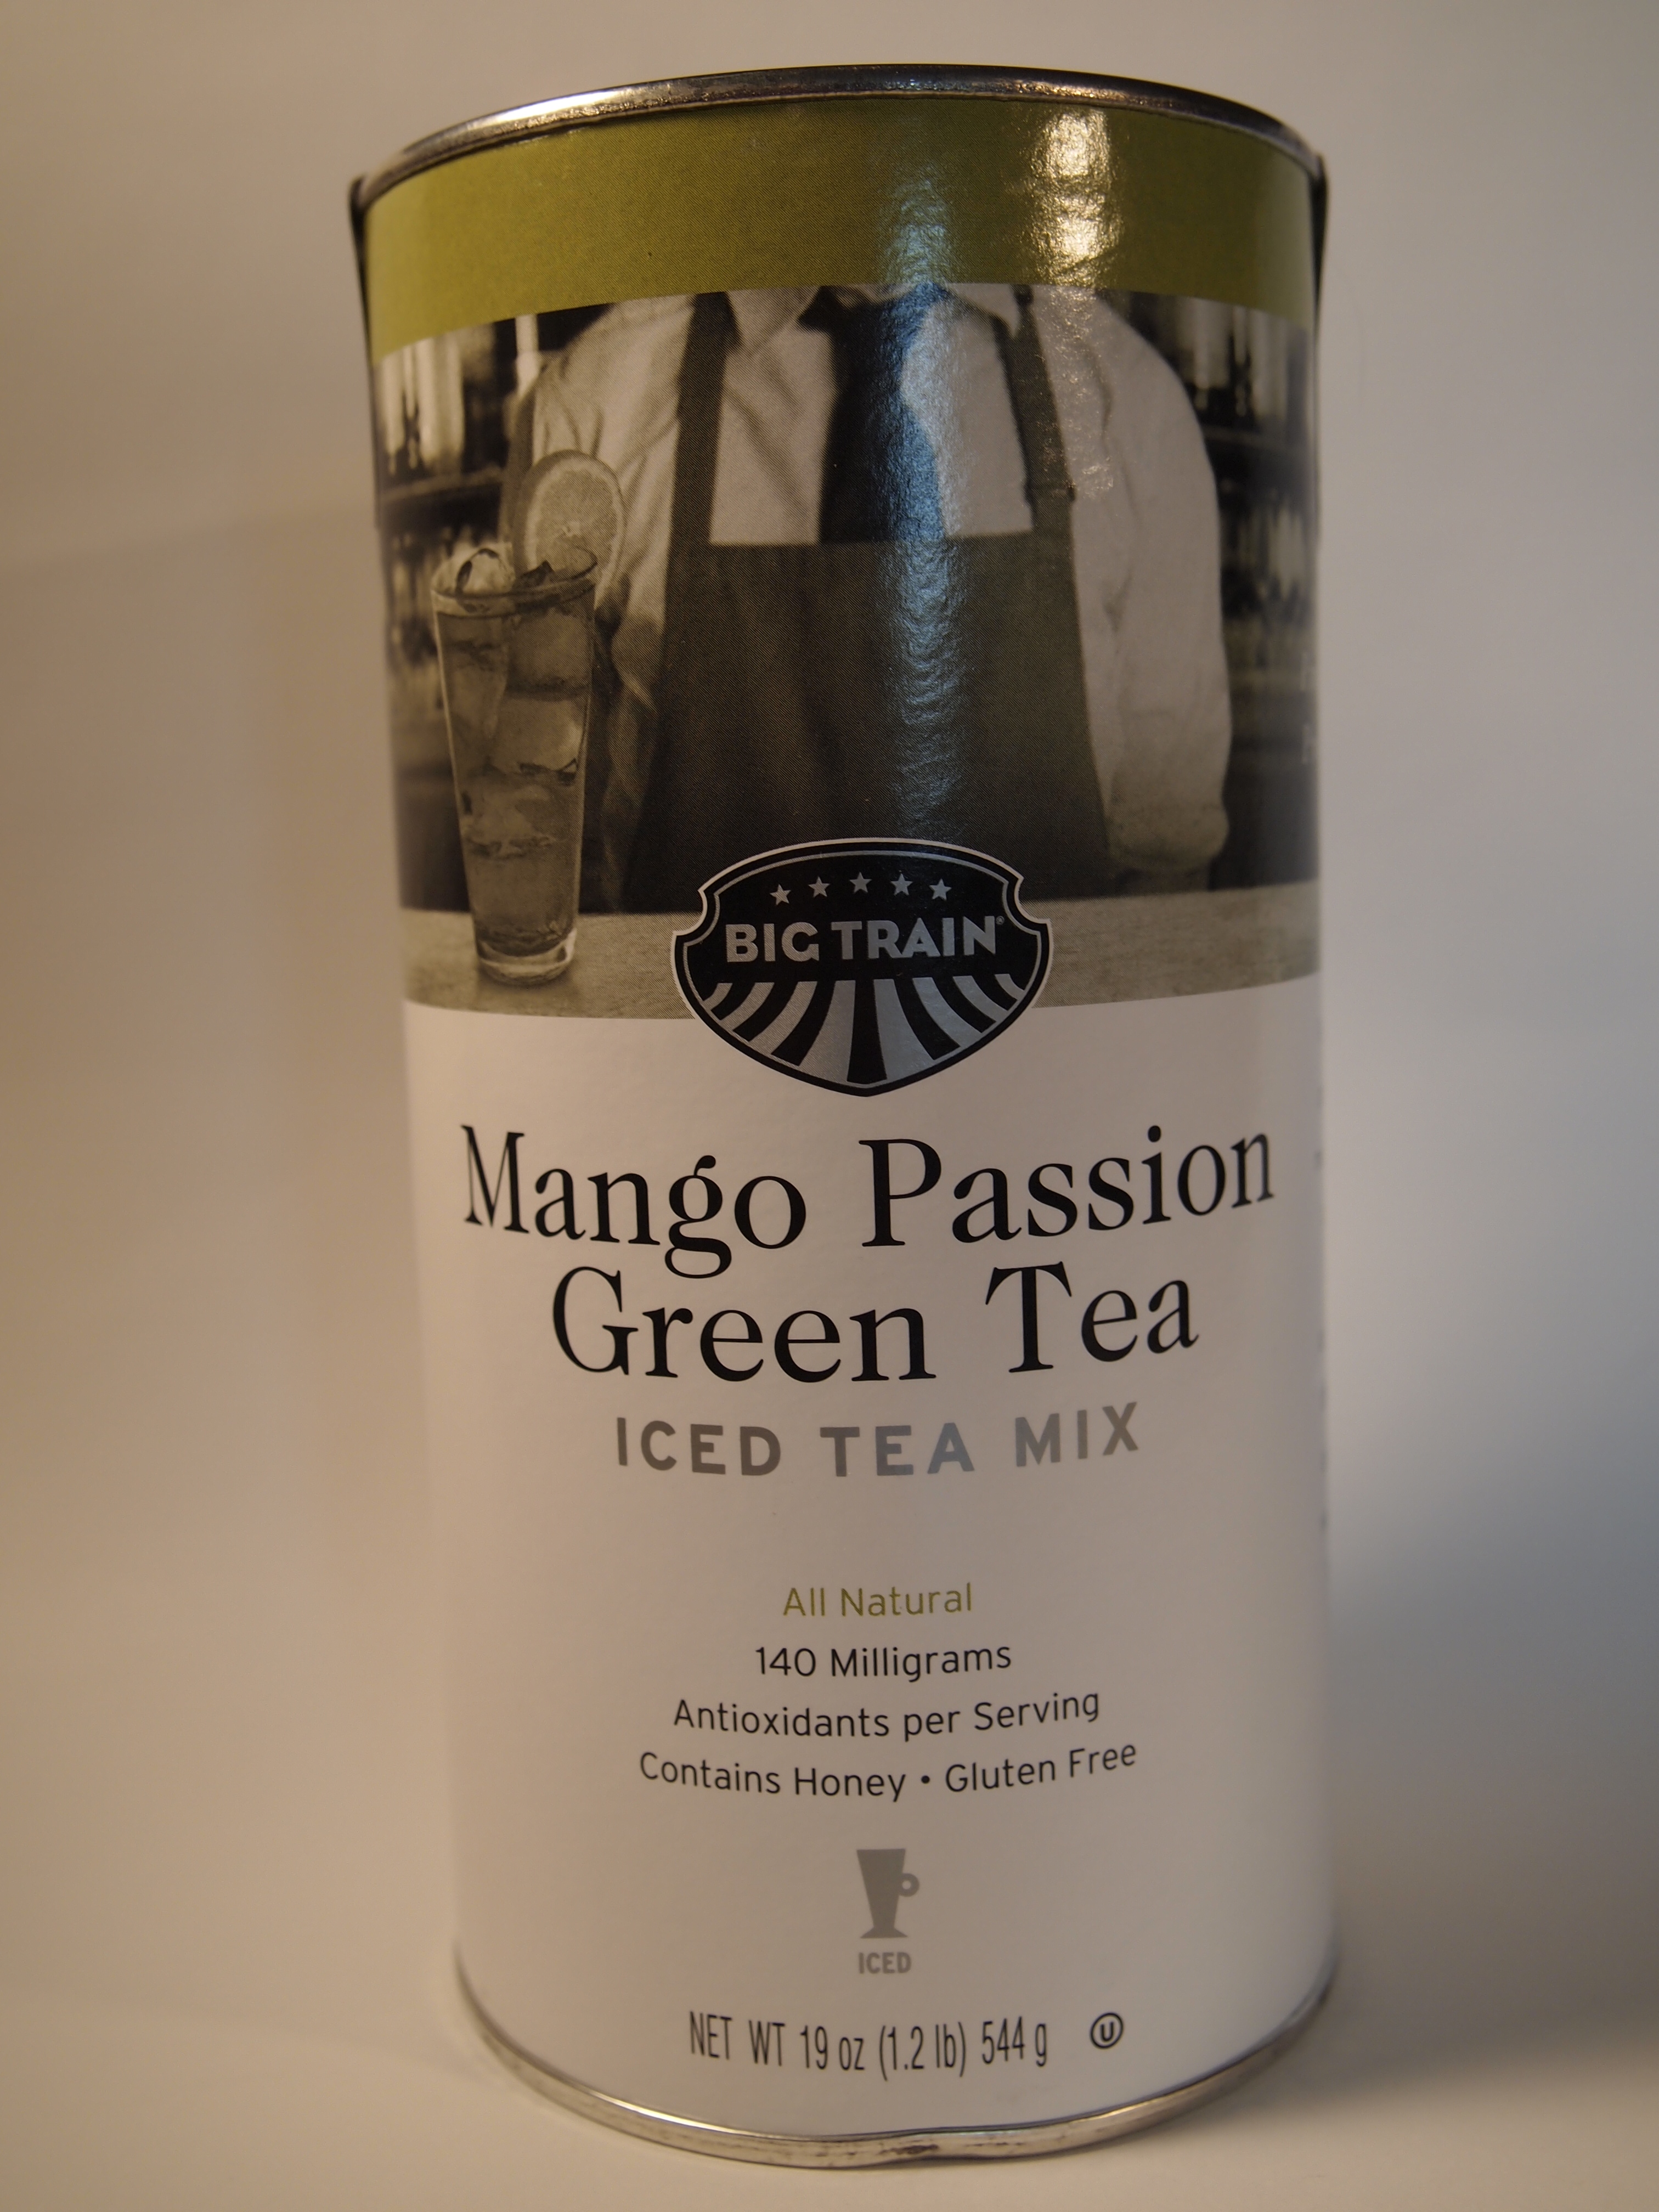 BIG TRAIN®
Mango Passion
Green Tea
ICED TEA MIX
All Natural
140 Milligrams
Antioxidants per Serving
Contains Honey • Gluten Free
ICED
NET WT 19 oz (1.2 lb) 544 g U